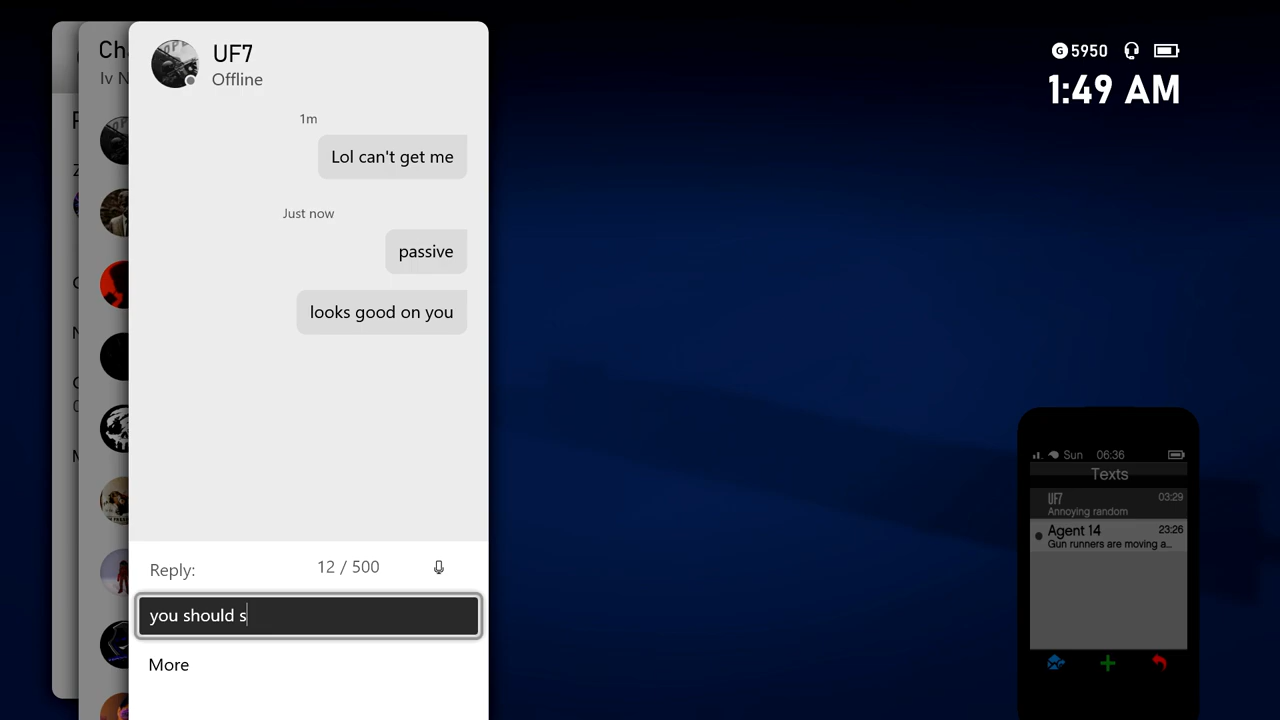 Ch
Iv N
UF7
Offline
1m
Lol can't get me
Just now
passive
looks good on you
Reply:
12 / 500
you should s
More
G 5950
1:49 AM
Sun 06:36
Texts
UF7 03:29
Annoying random
Agent 14 23:26
Gun runners are moving a...